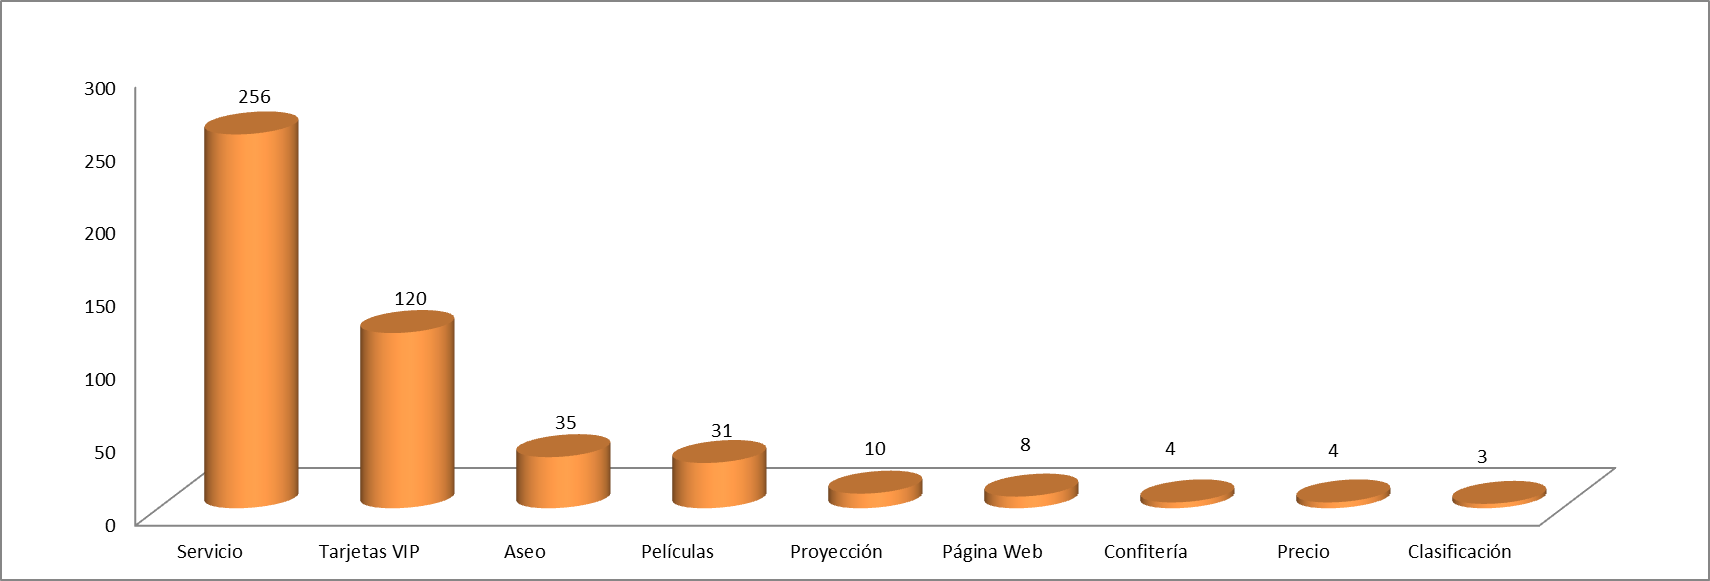 300
250
200
150
100
50
0
256
120
35
31
10
8
4
4
3
Servicio
Tarjetas VIP
Aseo
Películas
Proyección
Página Web
Confitería
Precio
Clasificación